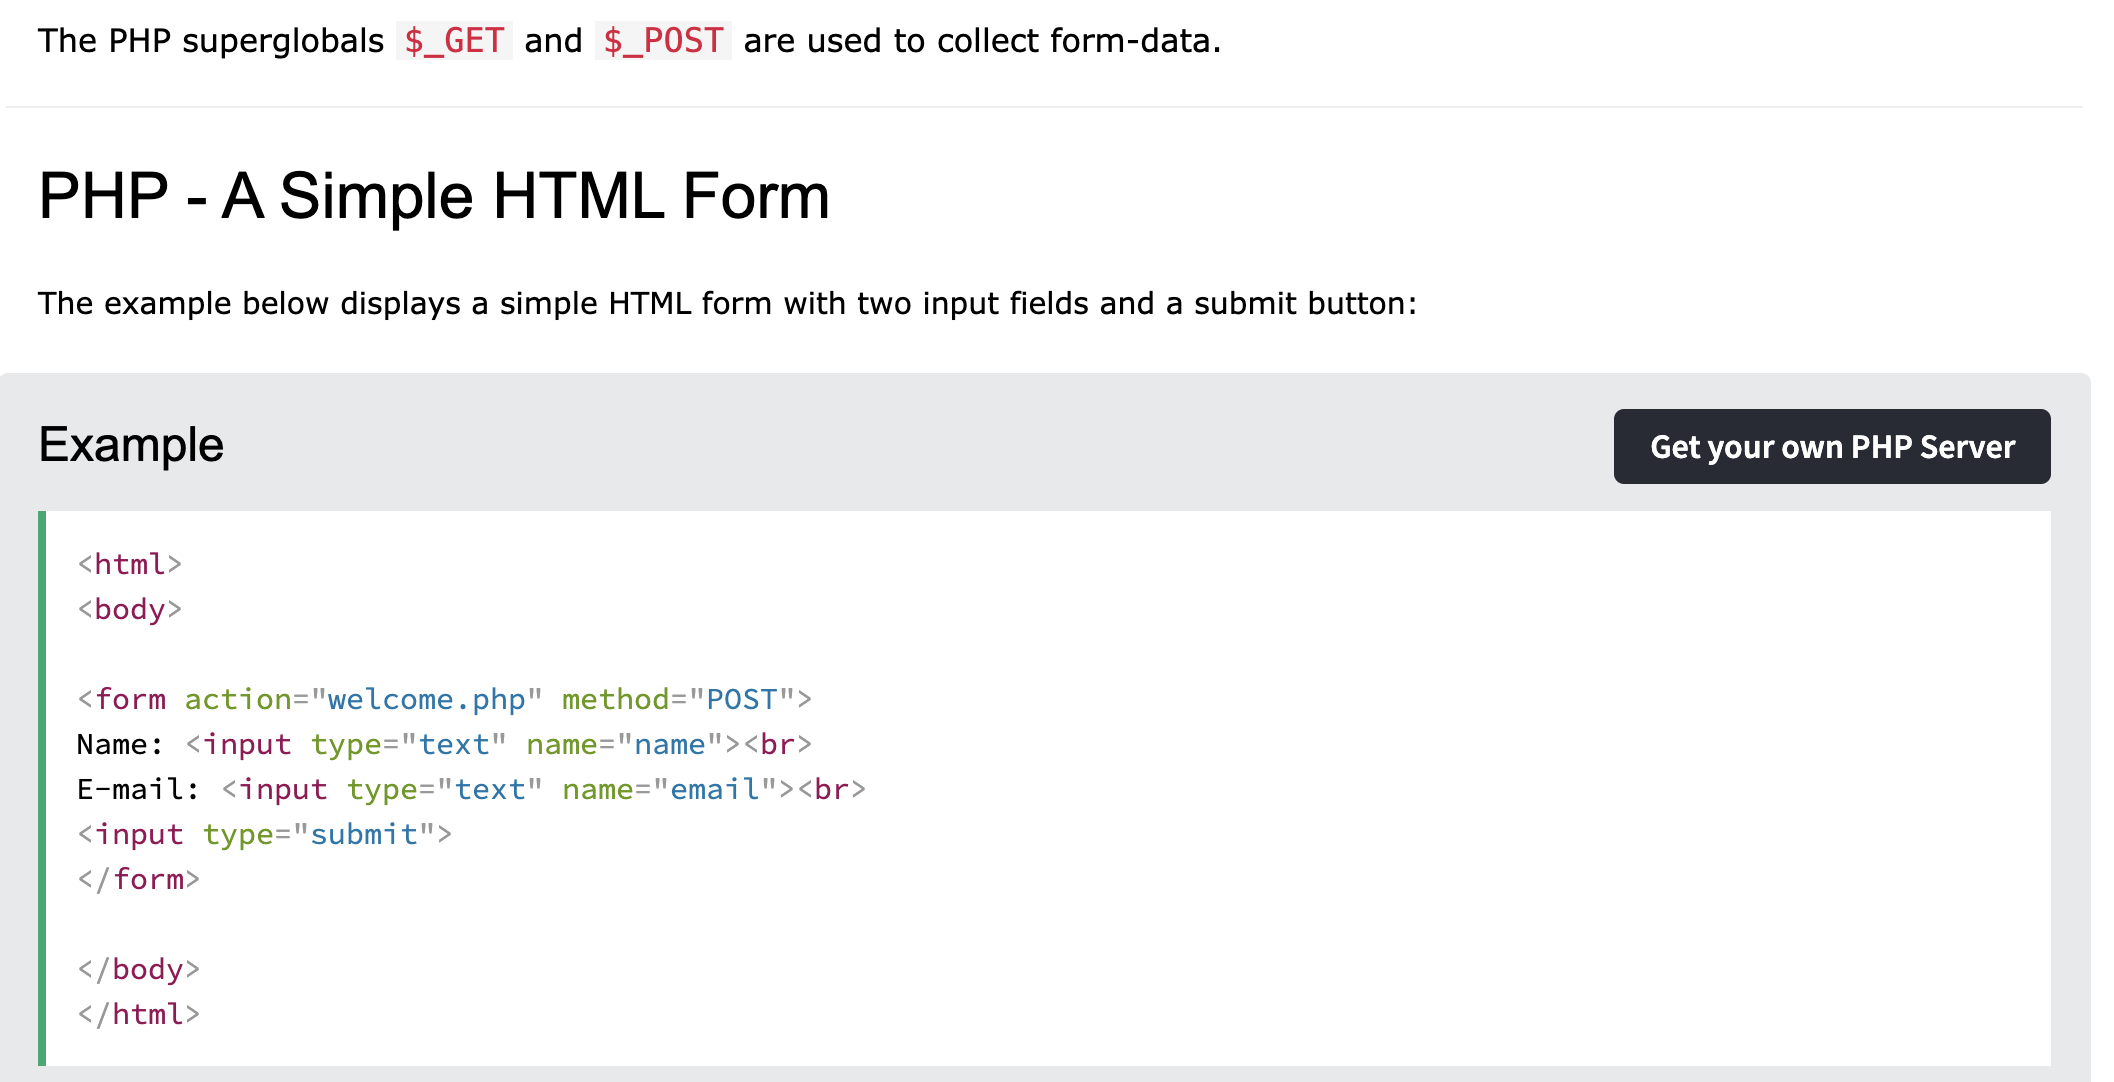 The PHP superglobals $_GET and $_POST are used to collect form-data.
PHP - A Simple HTML Form
The example below displays a simple HTML form with two input fields and a submit button:
Example
Get your own PHP Server
<html>
<body>
<form action="welcome.php" method="POST">
Name: <input type="text" name="name"><br>
E-mail: <input type="text" name="email"><br>
<input type="submit">
</form>
</body>
</html>